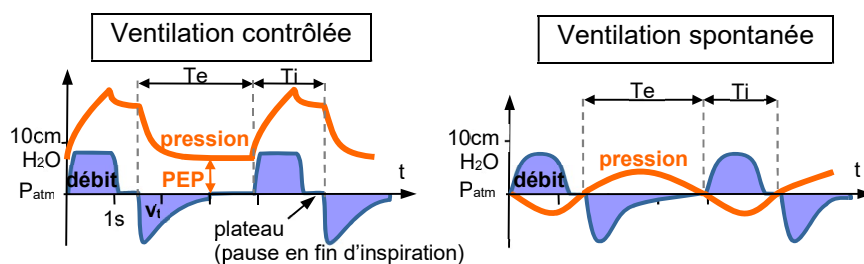 Ventilation contrôlée
Te
Ti
10cm
H₂O
pression
débit
PEP
t
Patm
1s
vt
plateau
(pause en fin d'inspiration)
Ventilation spontanée
Te
Ti
10cm
H₂O
pression
débit
t
Patm